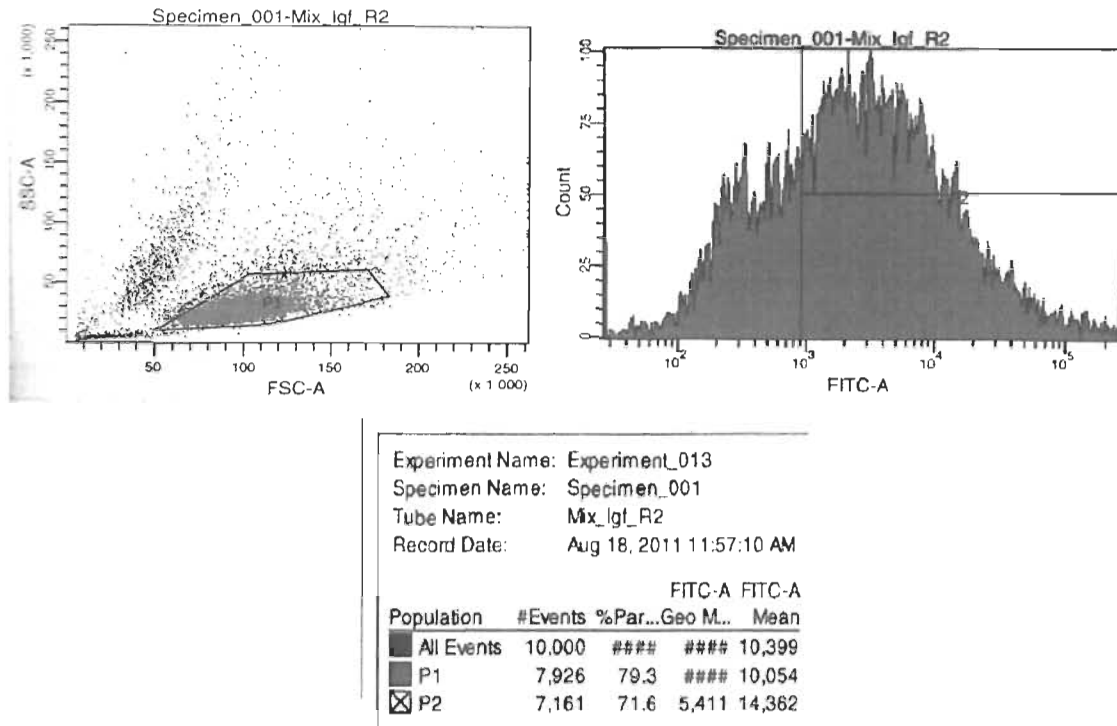 Specimen_001-Mix_Igf_R2
(x 1,000)
250
200
150
100
50
SSC-A
P1
50 100 150 200 250
FSC-A
(x 1 000)
Specimen_001-Mix_Igf_R2
100
75
50
25
0
Count
2
10² 10³ 10⁴ 10⁵
FITC-A
Experiment Name: Experiment_013
Specimen Name: Specimen_001
Tube Name: Mix_Igf_R2
Record Date: Aug 18, 2011 11:57:10 AM
FITC-A FITC-A
Population #Events %Par... Geo M... Mean
All Events 10,000 #### #### 10,399
P1 7,926 79.3 #### 10,054
P2 7,161 71.6 5,411 14,362